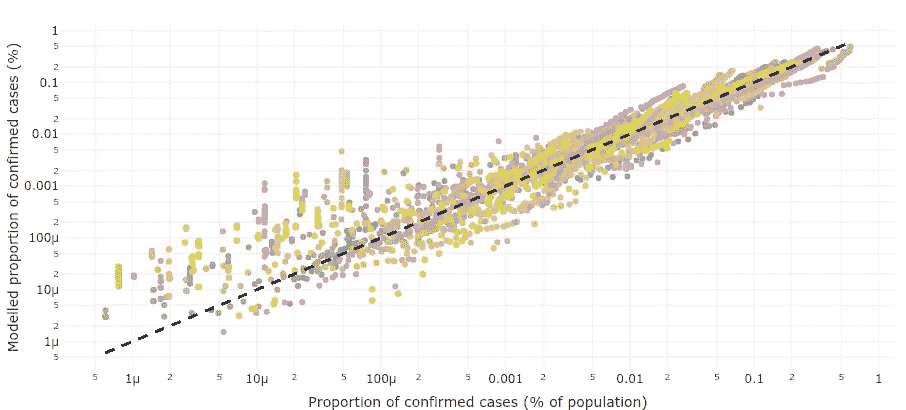 Modelled proportion of confirmed cases (%)
1
5
2
0.1
5
2
0.01
5
2
0.001
5
2
100μ
5
2
10μ
5
2
1μ
5
5 1μ 2 5 10μ 2 5 100μ 2 5 0.001 2 5 0.01 2 5 0.1 2 5 1
Proportion of confirmed cases (% of population)